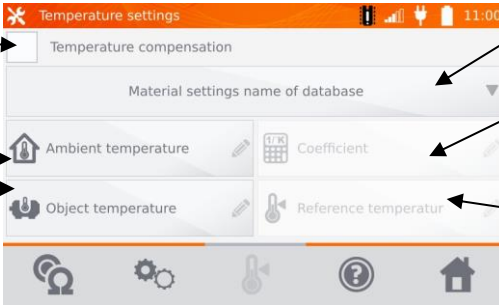 Temperature settings 11:00
Temperature compensation
Material settings name of database
Ambient temperature
1/°K Coefficient
Object temperature
Reference temperatur